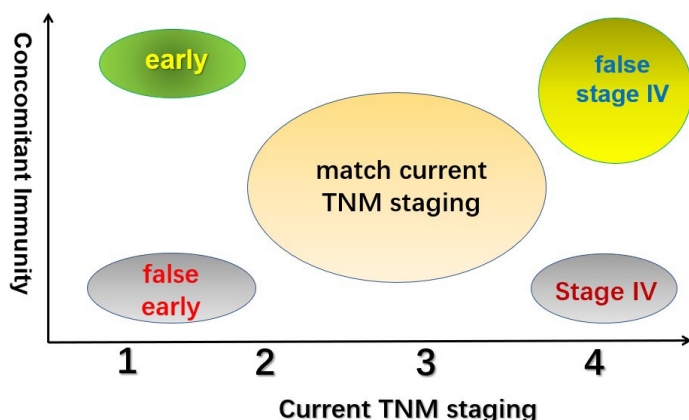 Concomitant Immunity
early
false
stage IV
match current
TNM staging
false
early
Stage IV
1 2 3 4
Current TNM staging